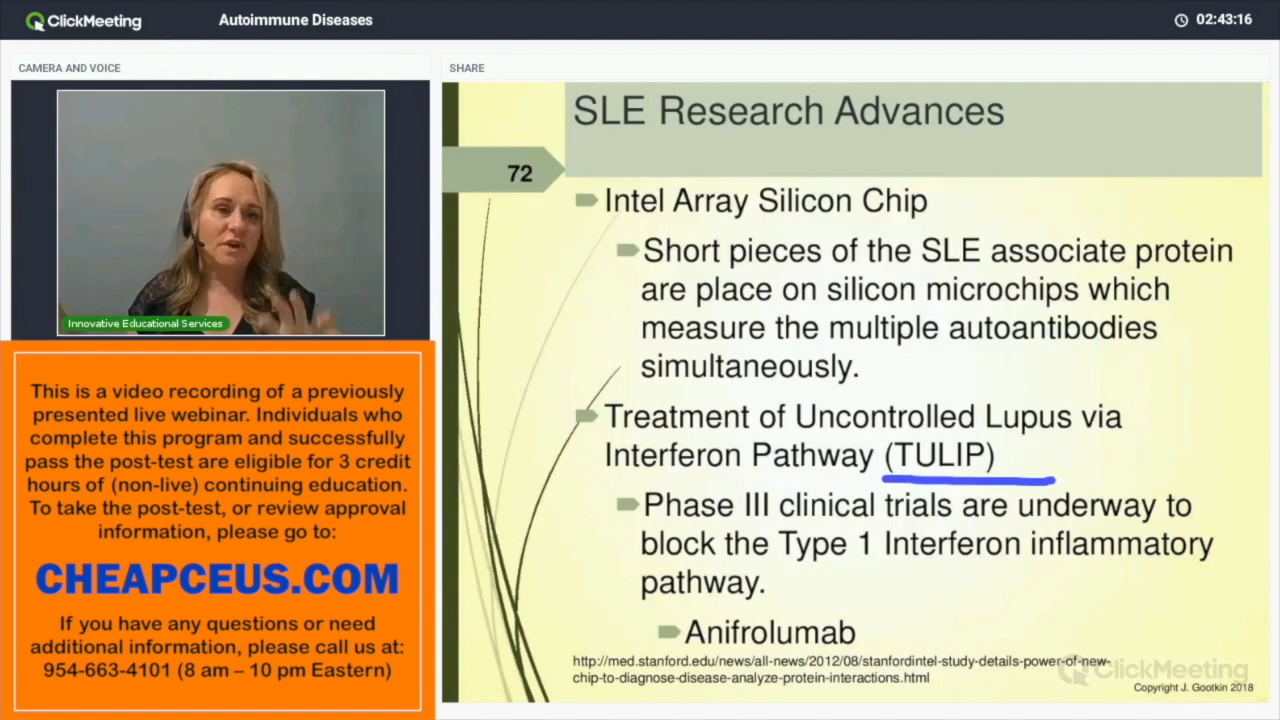 ClickMeeting
Autoimmune Diseases
02:43:16
CAMERA AND VOICE
SHARE
Innovative Educational Services
This is a video recording of a previously
presented live webinar. Individuals who
complete this program and successfully
pass the post-test are eligible for 3 credit
hours of (non-live) continuing education.
To take the post-test, or review approval
information, please go to:
CHEAPCEUS.COM
If you have any questions or need
additional information, please call us at:
954-663-4101 (8 am – 10 pm Eastern)
SLE Research Advances
72
Intel Array Silicon Chip
Short pieces of the SLE associate protein
are place on silicon microchips which
measure the multiple autoantibodies
simultaneously.
Treatment of Uncontrolled Lupus via
Interferon Pathway (TULIP)
Phase III clinical trials are underway to
block the Type 1 Interferon inflammatory
pathway.
Anifrolumab
http://med.stanford.edu/news/all-news/2012/08/stanfordintel-study-details-power-of-new-
chip-to-diagnose-disease-analyze-protein-interactions.html
ClickMeeting
Copyright J. Gootkin 2018